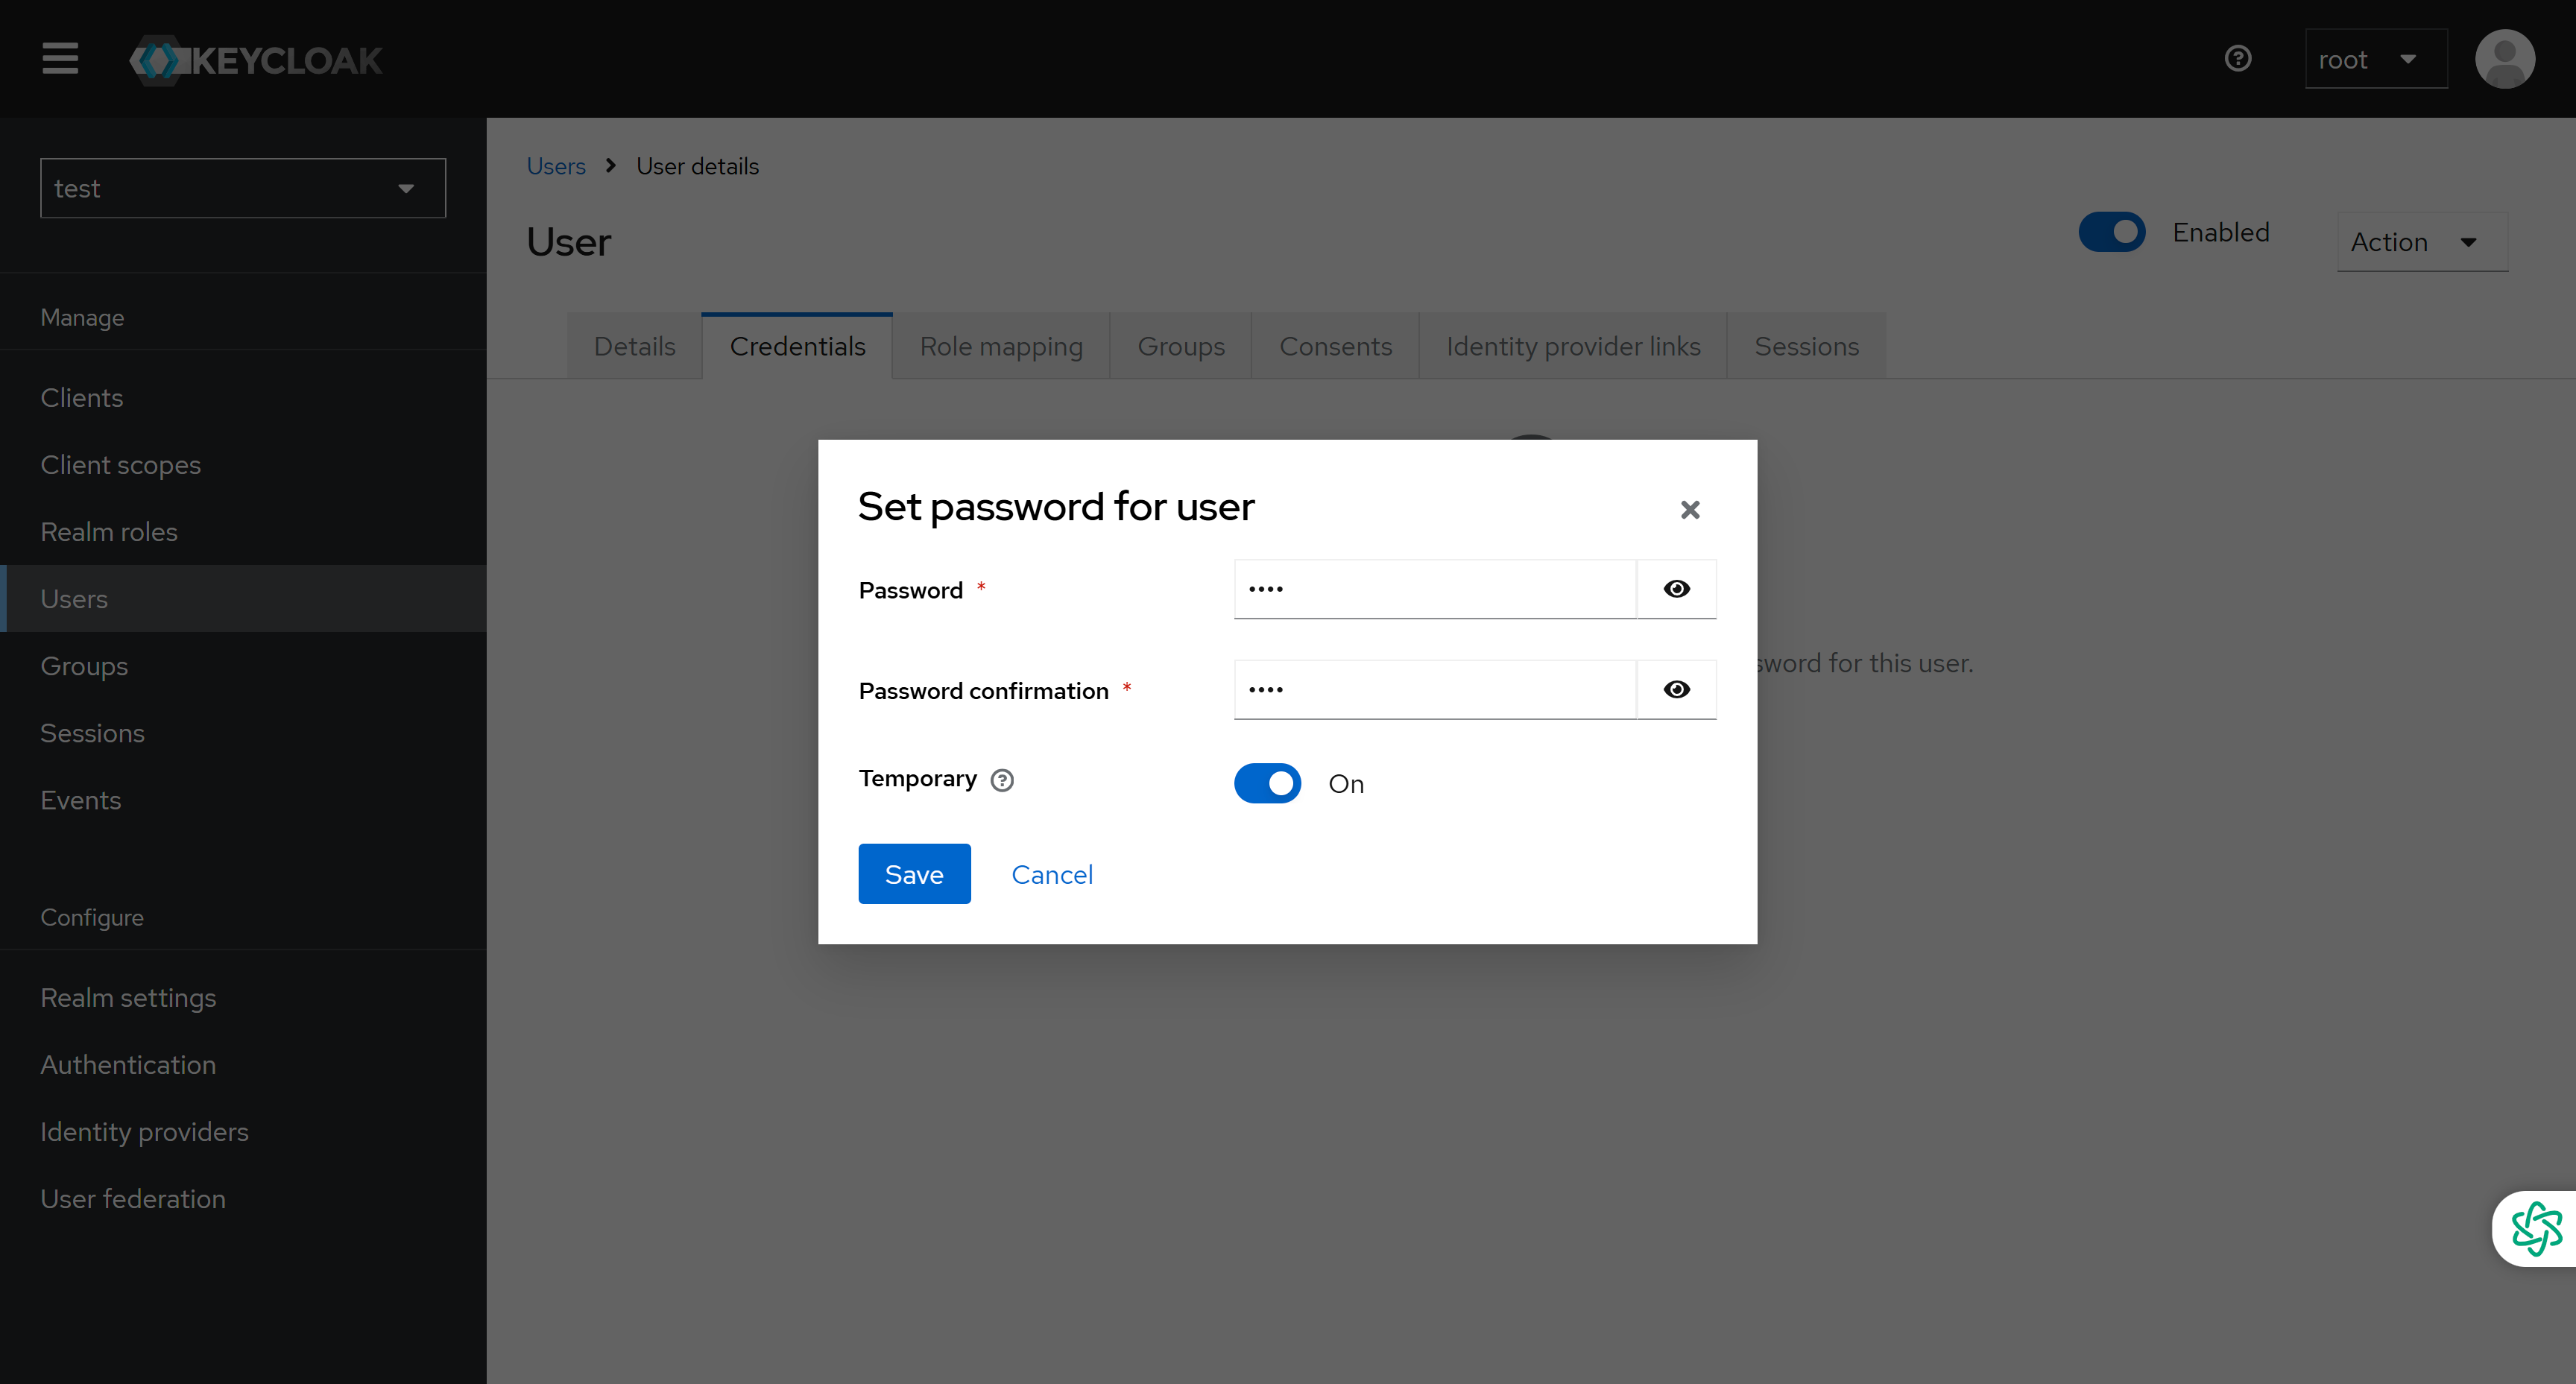 KEYCLOAK
root
test
Manage
Clients
Client scopes
Realm roles
Users
Groups
Sessions
Events
Configure
Realm settings
Authentication
Identity providers
User federation
Users User details
User
Enabled
Action
Details Credentials Role mapping Groups Consents Identity provider links Sessions
for this user.
Set password for user
Password *
••••
Password confirmation *
••••
Temporary
On
Save Cancel